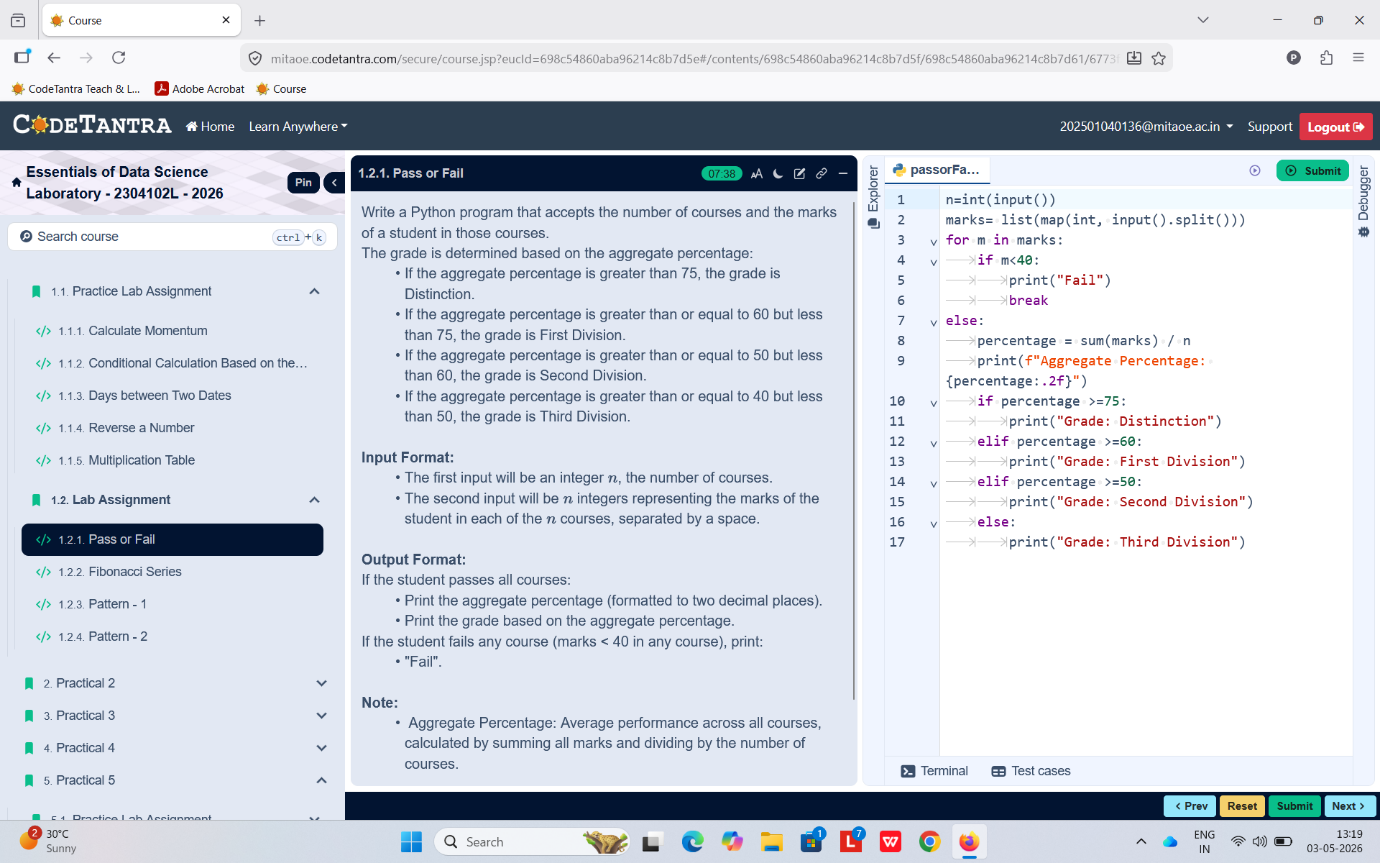 Course
mitaoe.codetantra.com/secure/course.jsp?eucId=698c54860aba96214c8b7d5e#/contents/698c54860aba96214c8b7d5f/698c54860aba96214c8b7d61/6773
P
CodeTantra Teach & L... Adobe Acrobat Course
CODETANTRA Home Learn Anywhere 202501040136@mitaoe.ac.in Support Logout
Essentials of Data Science
Laboratory - 2304102L - 2026
Pin
Search course ctrl + k
1.1. Practice Lab Assignment
1.1.1. Calculate Momentum
1.1.2. Conditional Calculation Based on the...
1.1.3. Days between Two Dates
1.1.4. Reverse a Number
1.1.5. Multiplication Table
1.2. Lab Assignment
1.2.1. Pass or Fail
1.2.2. Fibonacci Series
1.2.3. Pattern - 1
1.2.4. Pattern - 2
2. Practical 2
3. Practical 3
4. Practical 4
5. Practical 5
5.1. Practice Lab Assignment
1.2.1. Pass or Fail 07:38 AA
Write a Python program that accepts the number of courses and the marks
of a student in those courses.
The grade is determined based on the aggregate percentage:
• If the aggregate percentage is greater than 75, the grade is
Distinction.
• If the aggregate percentage is greater than or equal to 60 but less
than 75, the grade is First Division.
• If the aggregate percentage is greater than or equal to 50 but less
than 60, the grade is Second Division.
• If the aggregate percentage is greater than or equal to 40 but less
than 50, the grade is Third Division.
Input Format:
• The first input will be an integer n, the number of courses.
• The second input will be n integers representing the marks of the
student in each of the n courses, separated by a space.
Output Format:
If the student passes all courses:
• Print the aggregate percentage (formatted to two decimal places).
• Print the grade based on the aggregate percentage.
If the student fails any course (marks < 40 in any course), print:
• "Fail".
Note:
• Aggregate Percentage: Average performance across all courses,
calculated by summing all marks and dividing by the number of
courses.
Explorer
passorFa...
Submit
Debugger
1 n=int(input())
2 marks= list(map(int, input().split()))
3 for m in marks:
4 if m<40:
5 print("Fail")
6 break
7 else:
8 percentage = sum(marks) / n
9 print(f"Aggregate Percentage:
{percentage:.2f}")
10 if percentage >=75:
11 print("Grade: Distinction")
12 elif percentage >=60:
13 print("Grade: First Division")
14 elif percentage >=50:
15 print("Grade: Second Division")
16 else:
17 print("Grade: Third Division")
Terminal Test cases
< Prev Reset Submit Next >
2
30°C
Sunny
Search
1
L 7
W
ENG
IN
13:19
03-05-2026